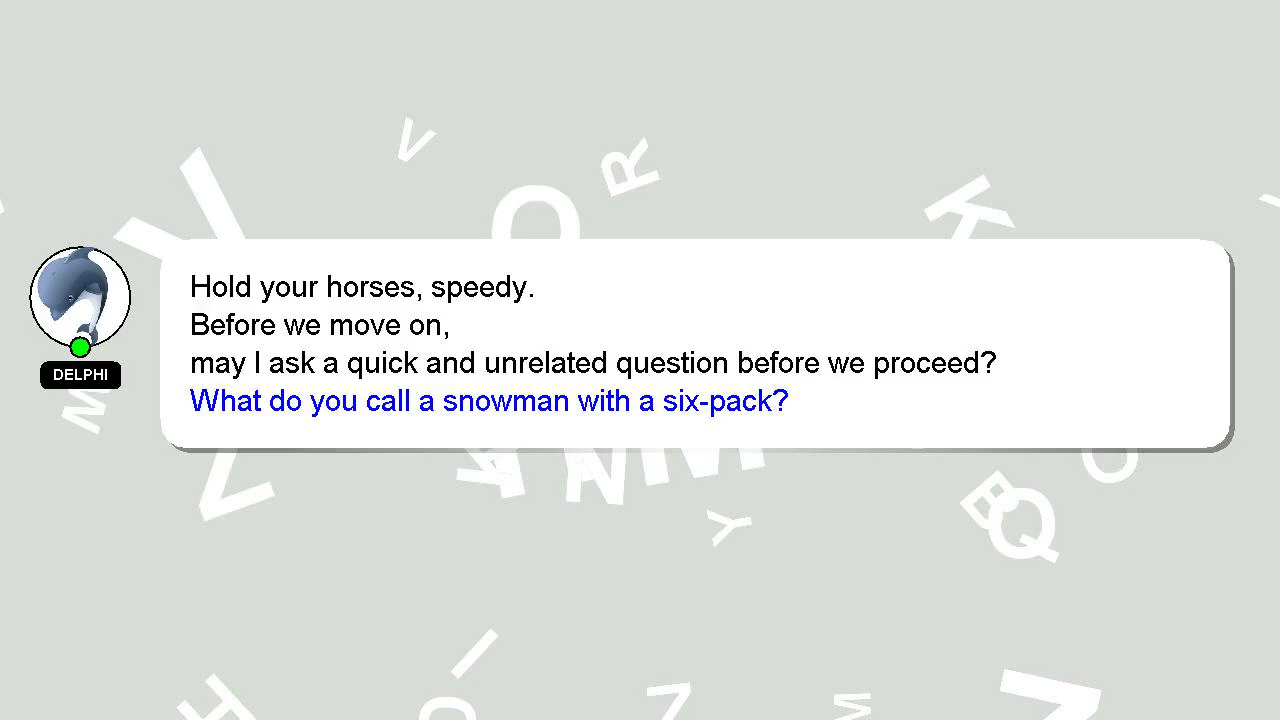 Hold your horses, speedy.
Before we move on,
may I ask a quick and unrelated question before we proceed?
What do you call a snowman with a six-pack?
DELPHI